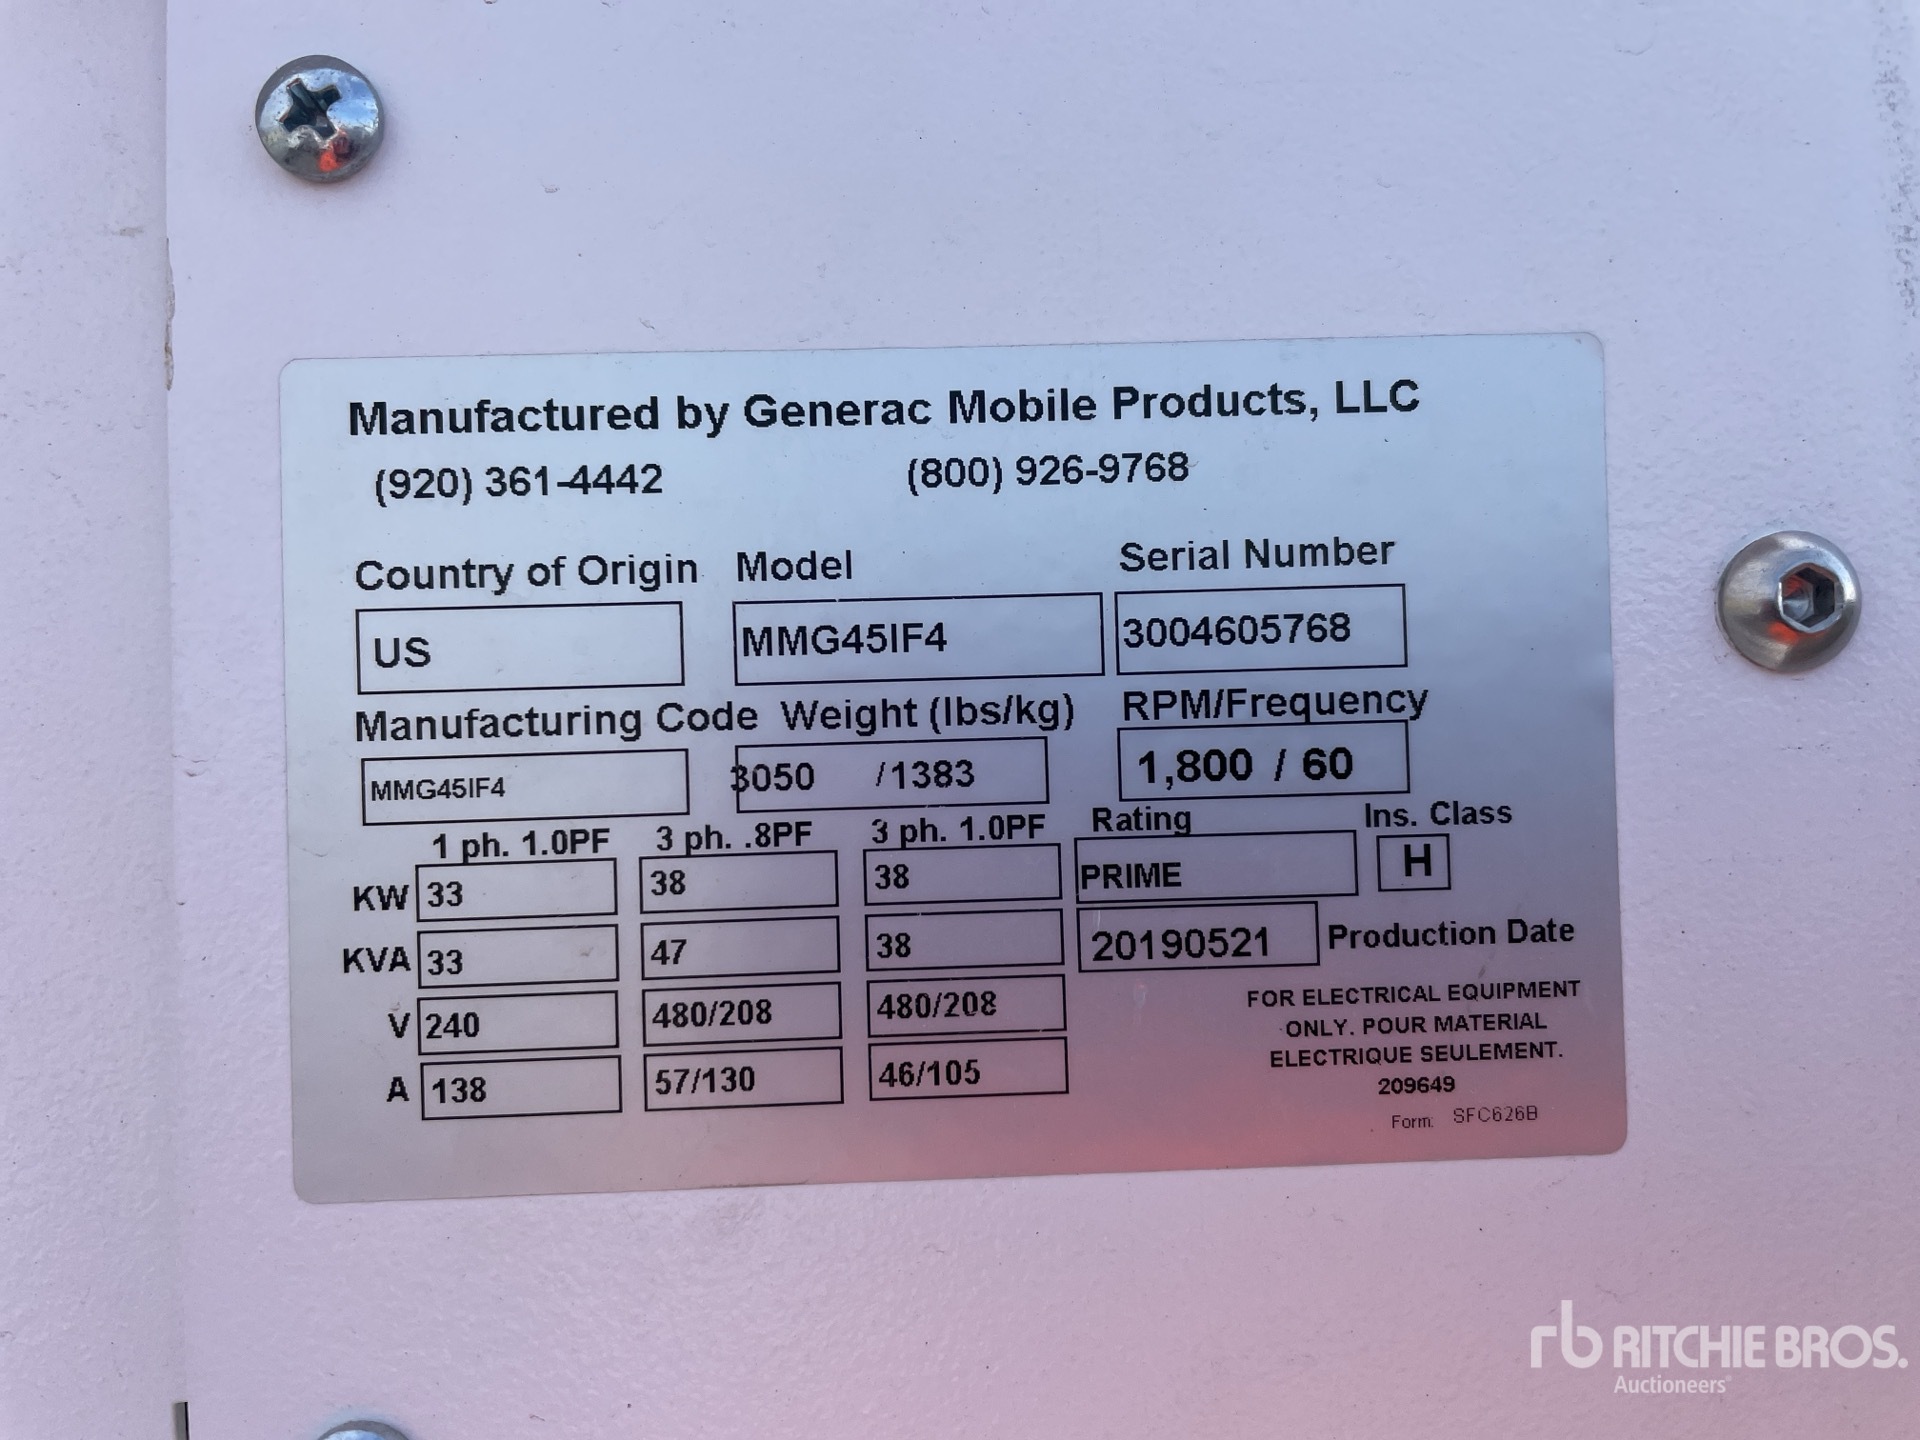 Manufactured by Generac Mobile Products, LLC
(920) 361-4442 (800) 926-9768
Country of Origin Model Serial Number
US MMG45IF4 3004605768
Manufacturing Code Weight (lbs/kg) RPM/Frequency
MMG45IF4 3050 /1383 1,800 / 60
1 ph. 1.0PF 3 ph. .8PF 3 ph. 1.0PF Rating Ins. Class
KW 33 38 38 PRIME H
KVA 33 47 38 20190521 Production Date
V 240 480/208 480/208
A 138 57/130 46/105
FOR ELECTRICAL EQUIPMENT
ONLY. POUR MATERIAL
ELECTRIQUE SEULEMENT.
209649
Form: SFC626B
rb RITCHIE BROS.
Auctioneers